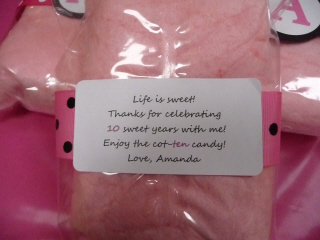 A
Life is sweet!
Thanks for celebrating
10 sweet years with me!
Enjoy the cot-ten candy!
Love, Amanda